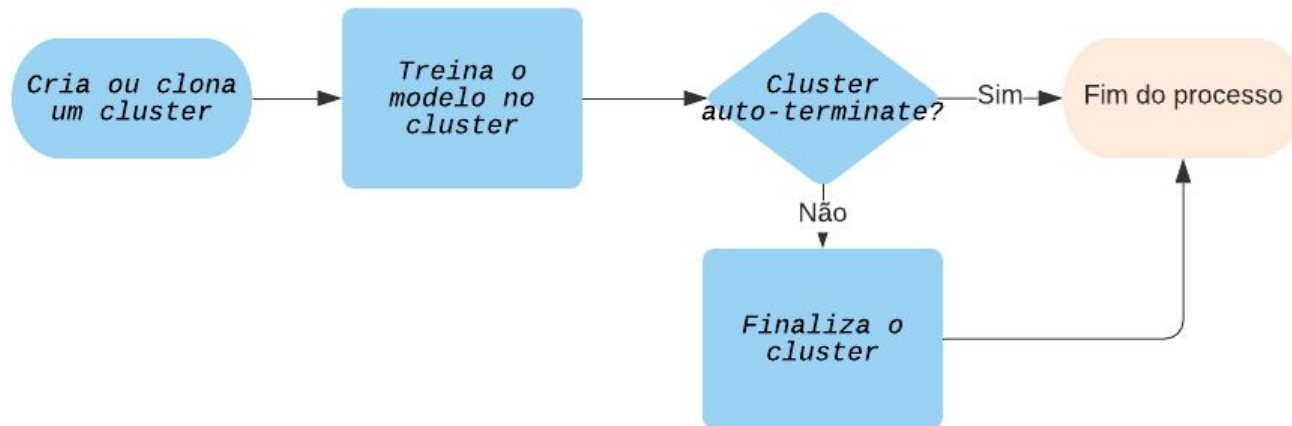 Cria ou clona
um cluster
Treina o
modelo no
cluster
Cluster
auto-terminate?
Sim
Fim do processo
Não
Finaliza o
cluster